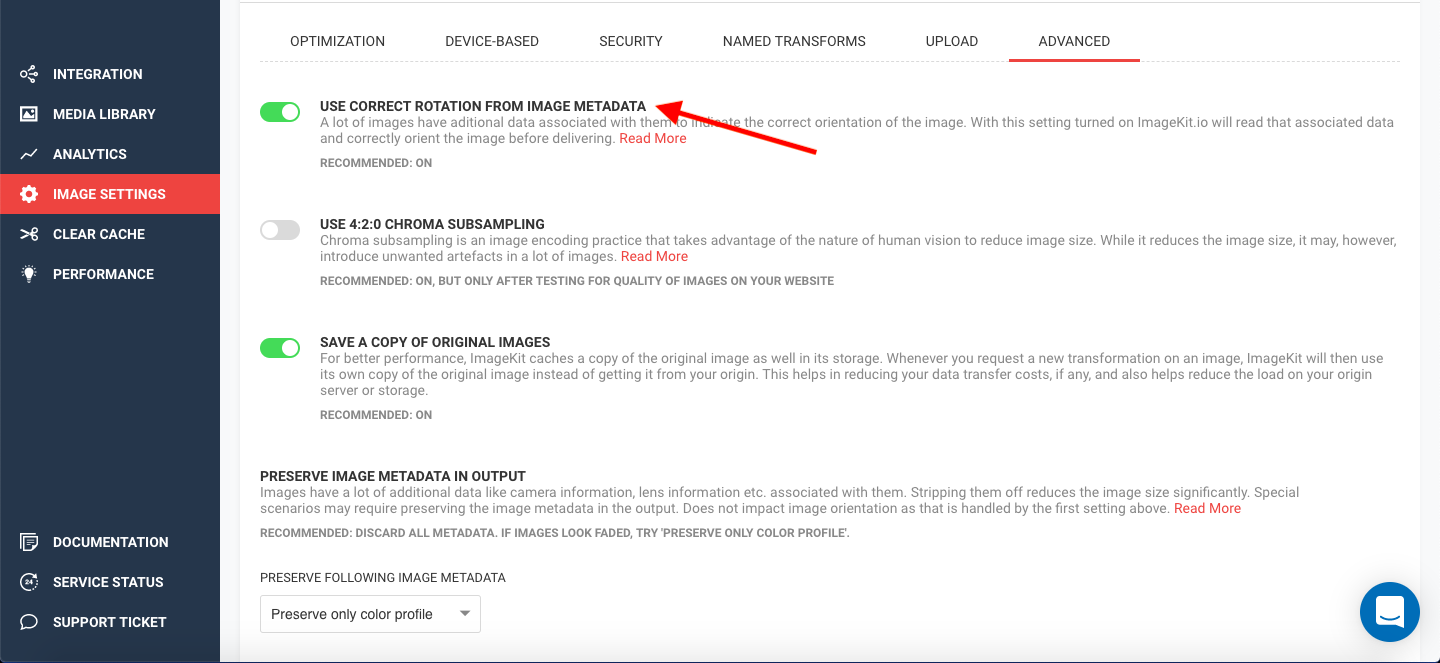 INTEGRATION
MEDIA LIBRARY
ANALYTICS
IMAGE SETTINGS
CLEAR CACHE
PERFORMANCE
DOCUMENTATION
24
SERVICE STATUS
SUPPORT TICKET
OPTIMIZATION DEVICE-BASED SECURITY NAMED TRANSFORMS UPLOAD ADVANCED
USE CORRECT ROTATION FROM IMAGE METADATA
A lot of images have aditional data associated with them to indicate the correct orientation of the image. With this setting turned on ImageKit.io will read that associated data
and correctly orient the image before delivering. Read More
RECOMMENDED: ON
USE 4:2:0 CHROMA SUBSAMPLING
Chroma subsampling is an image encoding practice that takes advantage of the nature of human vision to reduce image size. While it reduces the image size, it may, however,
introduce unwanted artefacts in a lot of images. Read More
RECOMMENDED: ON, BUT ONLY AFTER TESTING FOR QUALITY OF IMAGES ON YOUR WEBSITE
SAVE A COPY OF ORIGINAL IMAGES
For better performance, ImageKit caches a copy of the original image as well in its storage. Whenever you request a new transformation on an image, ImageKit will then use
its own copy of the original image instead of getting it from your origin. This helps in reducing your data transfer costs, if any, and also helps reduce the load on your origin
server or storage.
RECOMMENDED: ON
PRESERVE IMAGE METADATA IN OUTPUT
Images have a lot of additional data like camera information, lens information etc. associated with them. Stripping them off reduces the image size significantly. Special
scenarios may require preserving the image metadata in the output. Does not impact image orientation as that is handled by the first setting above. Read More
RECOMMENDED: DISCARD ALL METADATA. IF IMAGES LOOK FADED, TRY 'PRESERVE ONLY COLOR PROFILE'.
PRESERVE FOLLOWING IMAGE METADATA
Preserve only color profile